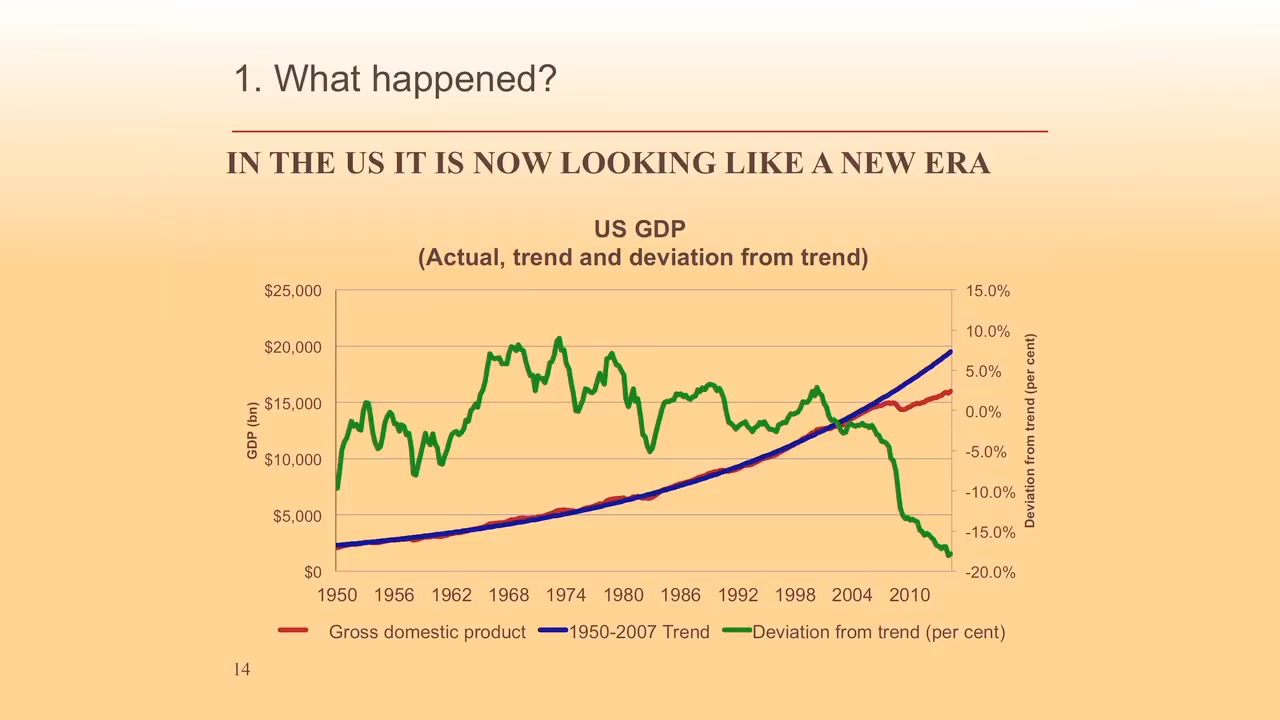 1. What happened?
IN THE US IT IS NOW LOOKING LIKE A NEW ERA
US GDP
(Actual, trend and deviation from trend)
$25,000
$20,000
$15,000
$10,000
$5,000
$0
GDP (bn)
15.0%
10.0%
5.0%
0.0%
-5.0%
-10.0%
-15.0%
-20.0%
Deviation from trend (per cent)
1950 1956 1962 1968 1974 1980 1986 1992 1998 2004 2010
Gross domestic product 1950-2007 Trend Deviation from trend (per cent)
14